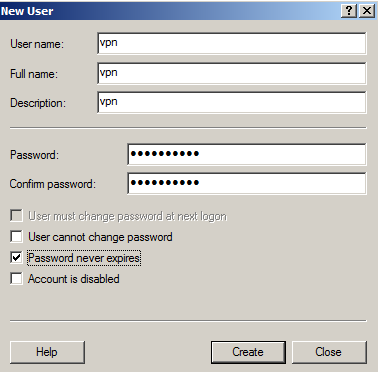 New User
User name: vpn
Full name: vpn
Description: vpn
Password: ••••••••••
Confirm password: ••••••••••
User must change password at next logon
User cannot change password
Password never expires
Account is disabled
Help Create Close